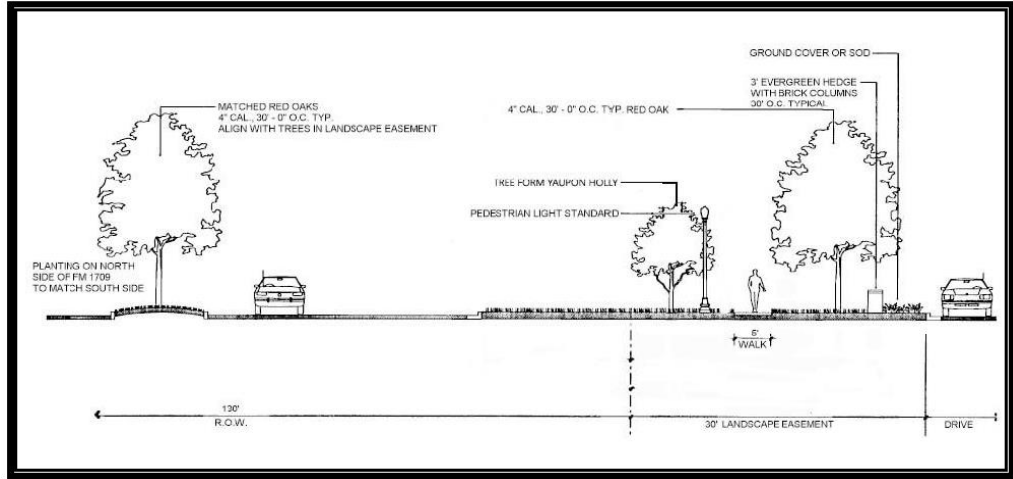 GROUND COVER OR SOD
3' EVERGREEN HEDGE
WITH BRICK COLUMNS
30' O.C. TYPICAL
MATCHED RED OAKS
4" CAL., 30' - 0" O.C. TYP.
ALIGN WITH TREES IN LANDSCAPE EASEMENT
4" CAL., 30' - 0" O.C. TYP. RED OAK
TREE FORM YAUPON HOLLY
PEDESTRIAN LIGHT STANDARD
PLANTING ON NORTH
SIDE OF FM 1709
TO MATCH SOUTH SIDE
6'
WALK
130'
R.O.W.
30' LANDSCAPE EASEMENT
DRIVE